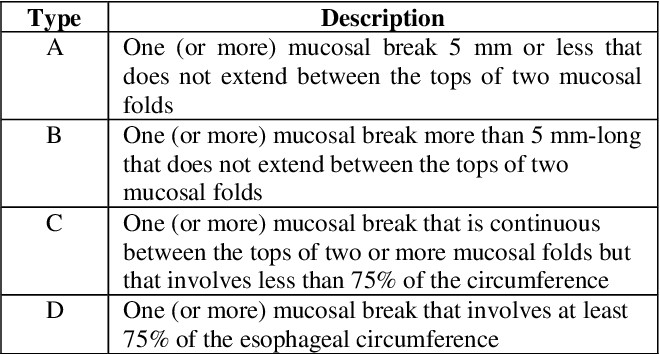 Type Description
A One (or more) mucosal break 5 mm or less that
does not extend between the tops of two mucosal
folds
B One (or more) mucosal break more than 5 mm-long
that does not extend between the tops of two
mucosal folds
C One (or more) mucosal break that is continuous
between the tops of two or more mucosal folds but
that involves less than 75% of the circumference
D One (or more) mucosal break that involves at least
75% of the esophageal circumference